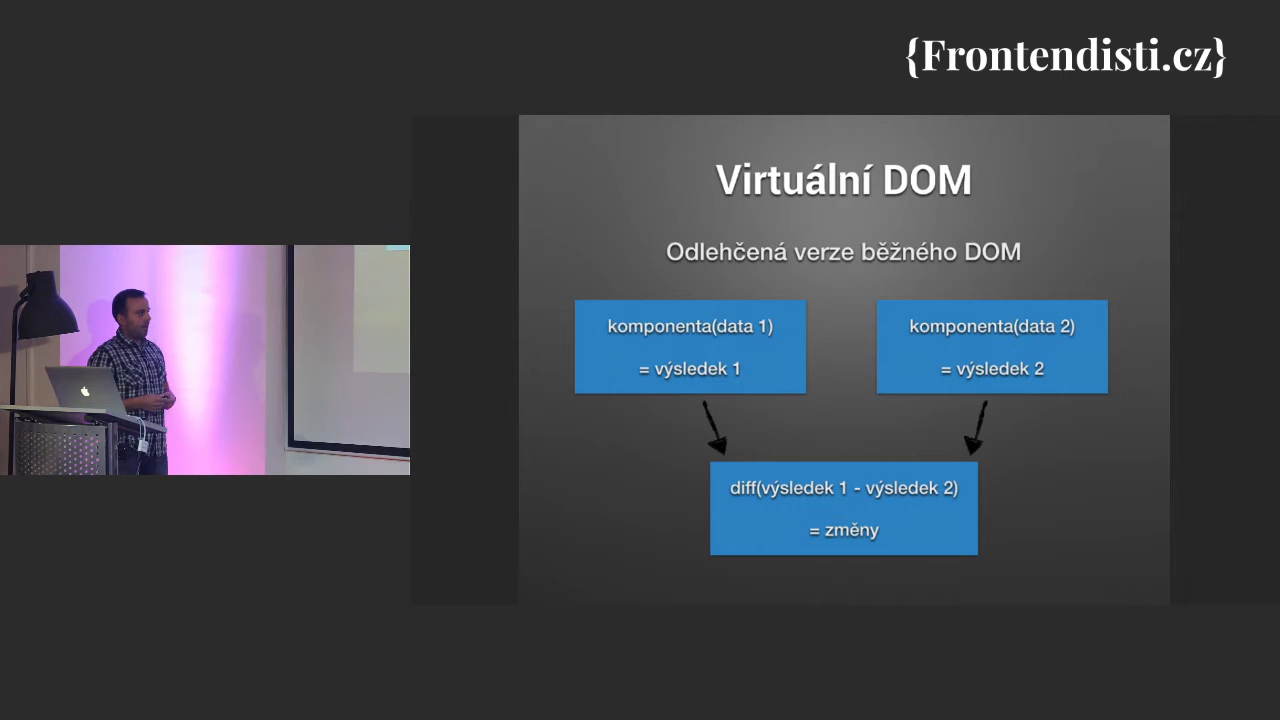 {Frontendisti.cz}
Virtuální DOM
Odlehčená verze běžného DOM
komponenta(data 1)
= výsledek 1
komponenta(data 2)
= výsledek 2
diff(výsledek 1 - výsledek 2)
= změny